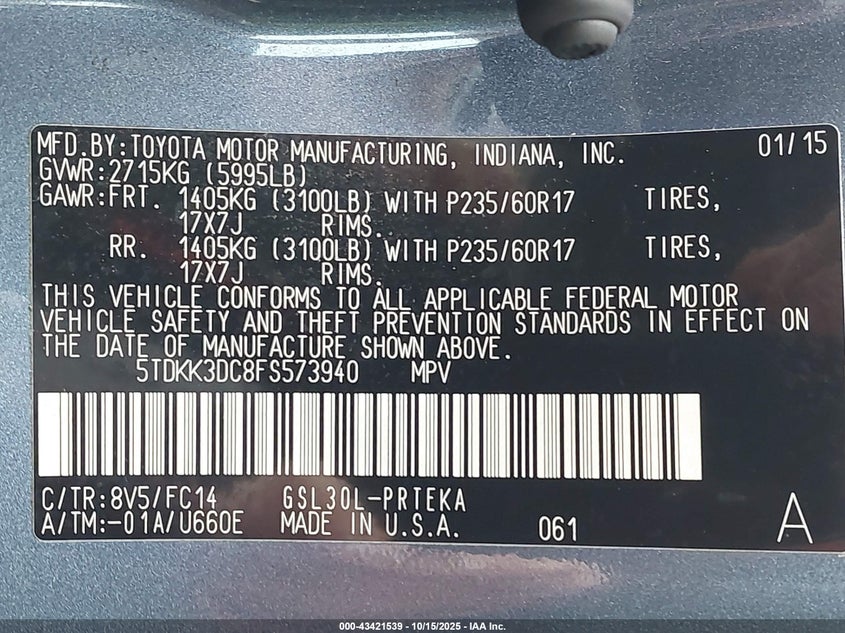 MFD.BY:TOYOTA MOTOR MANUFACTURING, INDIANA, INC. 01/15
GVWR:2715KG (5995LB)
GAWR:FRT. 1405KG (3100LB) WITH P235/60R17 TIRES,
17X7J RIMS.
RR. 1405KG (3100LB) WITH P235/60R17 TIRES,
17X7J RIMS.
THIS VEHICLE CONFORMS TO ALL APPLICABLE FEDERAL MOTOR
VEHICLE SAFETY AND THEFT PREVENTION STANDARDS IN EFFECT ON
THE DATE OF MANUFACTURE SHOWN ABOVE.
5TDKK3DC8FS573940 MPV
C/TR:8V5/FC14 GSL30L-PRTEKA
A/TM:-01A/U660E MADE IN U.S.A. 061 A
000-43421539 - 10/15/2025 - IAA Inc.